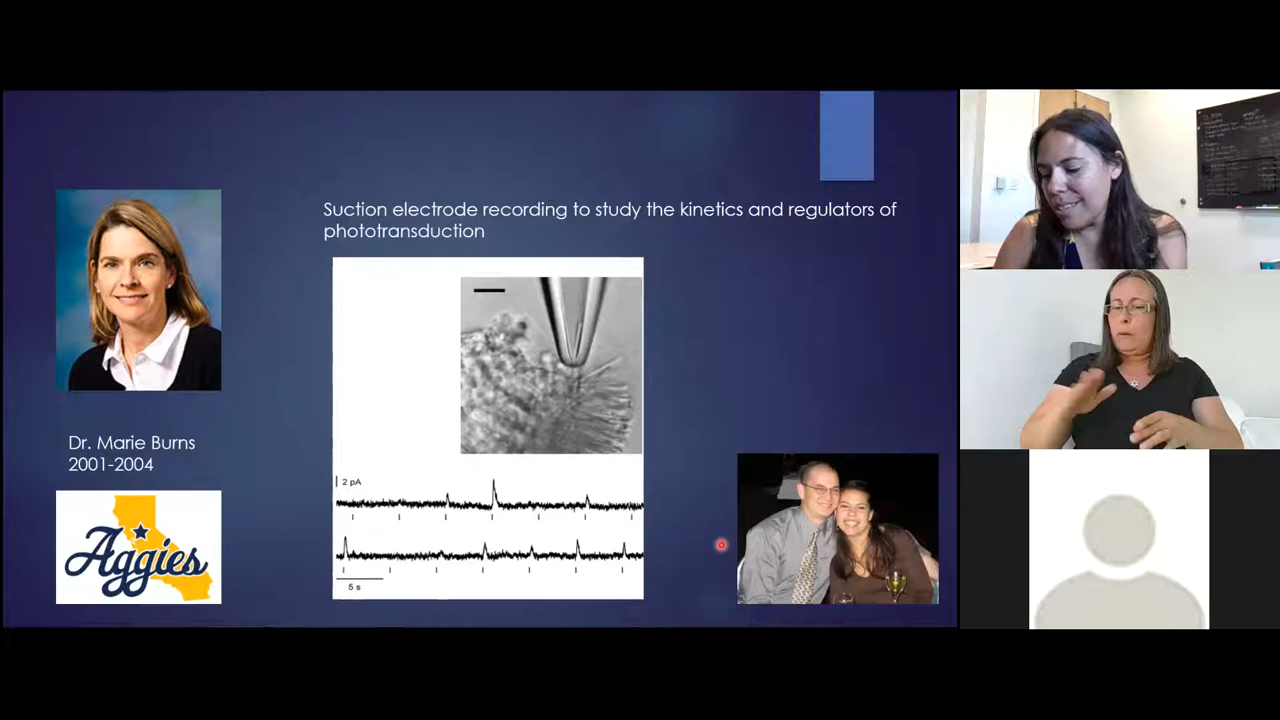 Suction electrode recording to study the kinetics and regulators of
phototransduction
Dr. Marie Burns
2001-2004
Aggies
2 pA
5 s